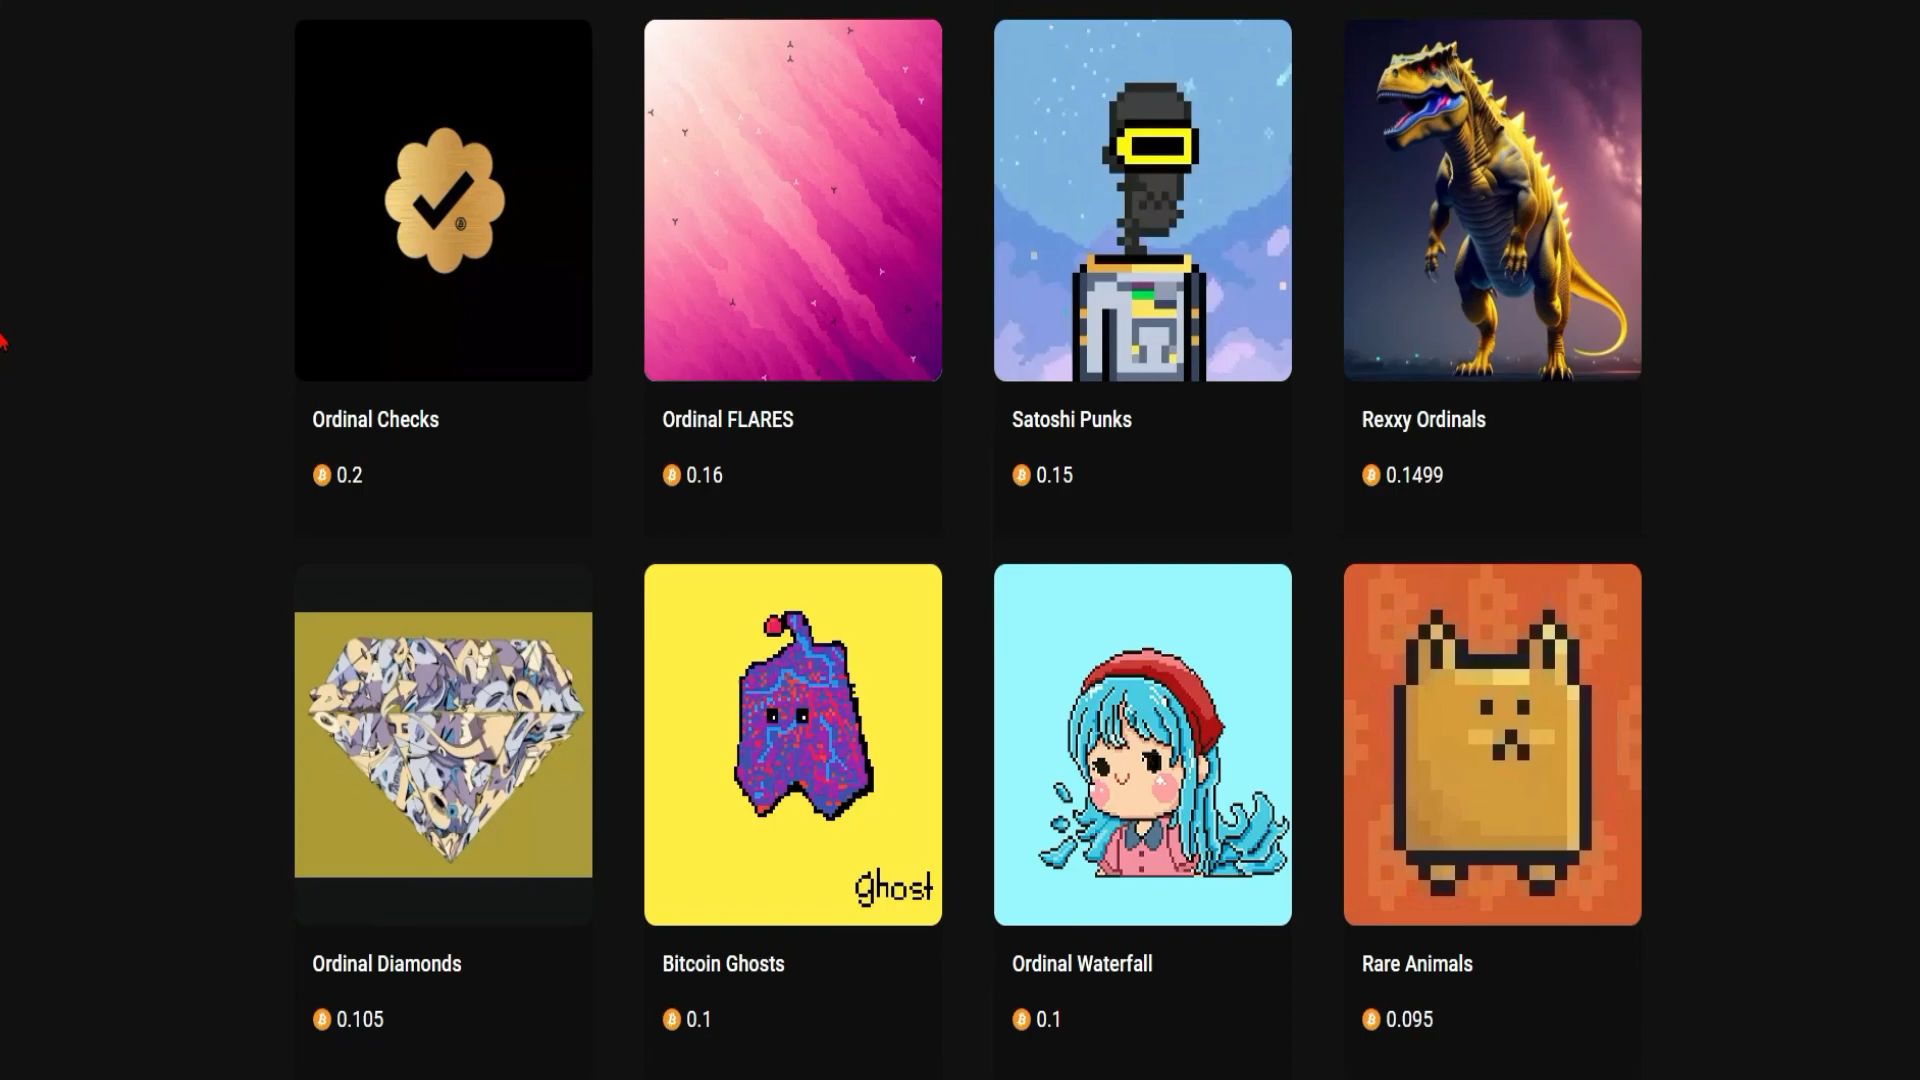 Ordinal Checks
0.2
Ordinal FLARES
0.16
Satoshi Punks
0.15
Rexxy Ordinals
0.1499
ghost
Ordinal Diamonds
0.105
Bitcoin Ghosts
0.1
Ordinal Waterfall
0.1
Rare Animals
0.095